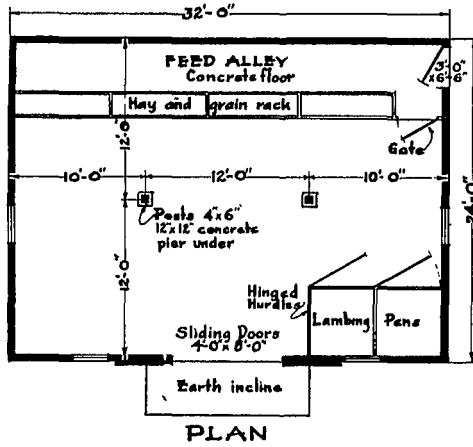 32'-0"
FEED ALLEY
Concrete floor
3'-0"
x6'-6"
Hay and grain rack
12'-0"
Gate
10'-0"
12'-0"
10'-0"
24'-0"
Posts 4"x6"
12"x12" concrete
pier under
12'-0"
Hinged
Hurdles
Lambing Pens
Sliding Doors
4'-0"x8'-0"
Earth incline
PLAN